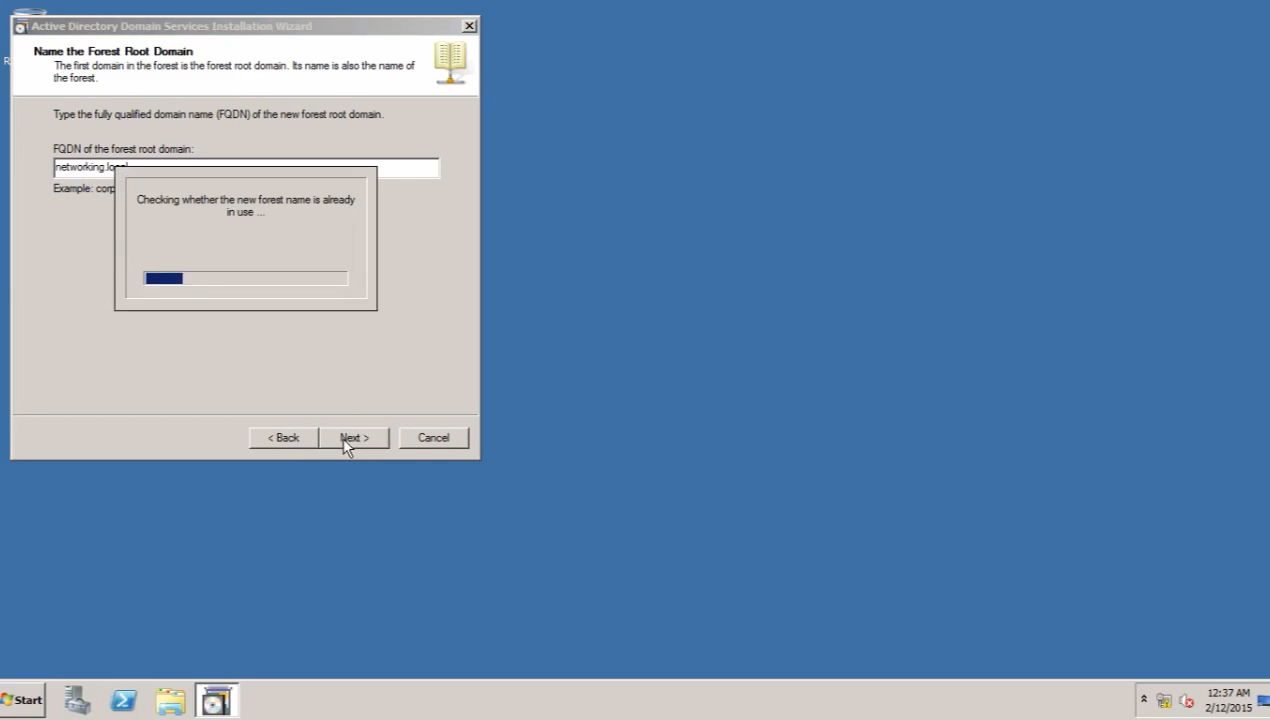 Active Directory Domain Services Installation Wizard
Name the Forest Root Domain
The first domain in the forest is the forest root domain. Its name is also the name of
the forest.
Type the fully qualified domain name (FQDN) of the new forest root domain.
FQDN of the forest root domain:
networking.local
Example: corp
Checking whether the new forest name is already
in use ...
< Back
Next >
Cancel
Start
12:37 AM
2/12/2015